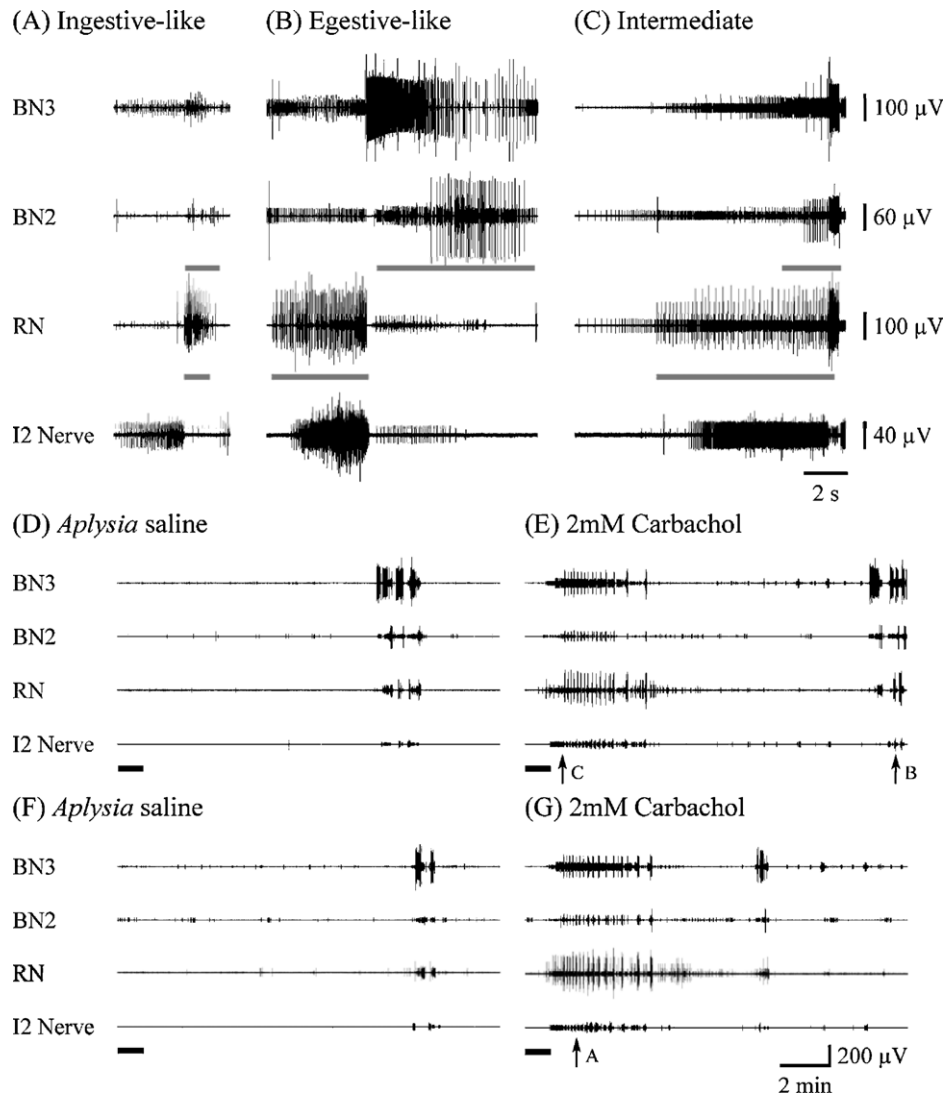 (A) Ingestive-like (B) Egestive-like (C) Intermediate
BN3
100 μV
BN2
60 μV
RN
100 μV
I2 Nerve
40 μV
2 s
(D) Aplysia saline (E) 2mM Carbachol
BN3
BN2
RN
I2 Nerve
C B
(F) Aplysia saline (G) 2mM Carbachol
BN3
BN2
RN
I2 Nerve
A
200 μV
2 min